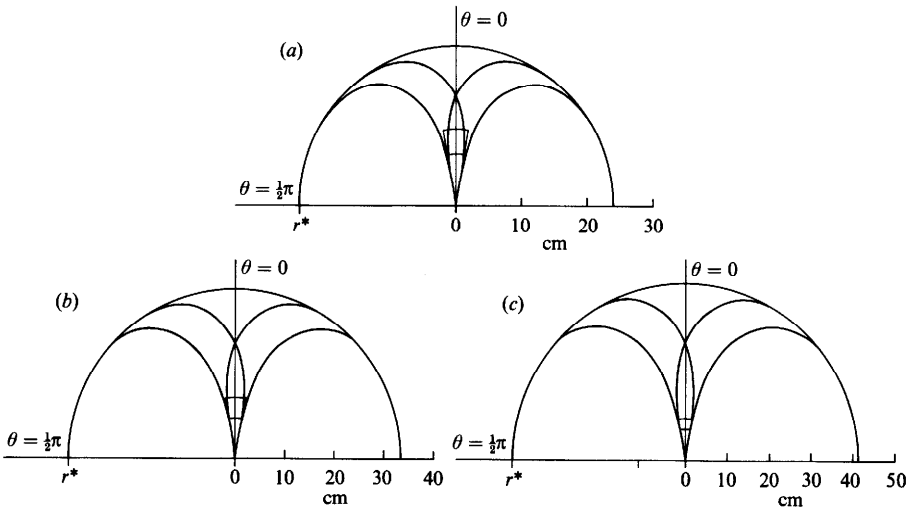 θ = 0
(a)
θ = ½π
r*
0 10 20 30
cm
θ = 0
(b)
θ = ½π
r*
0 10 20 30 40
cm
θ = 0
(c)
θ = ½π
r*
0 10 20 30 40 50
cm